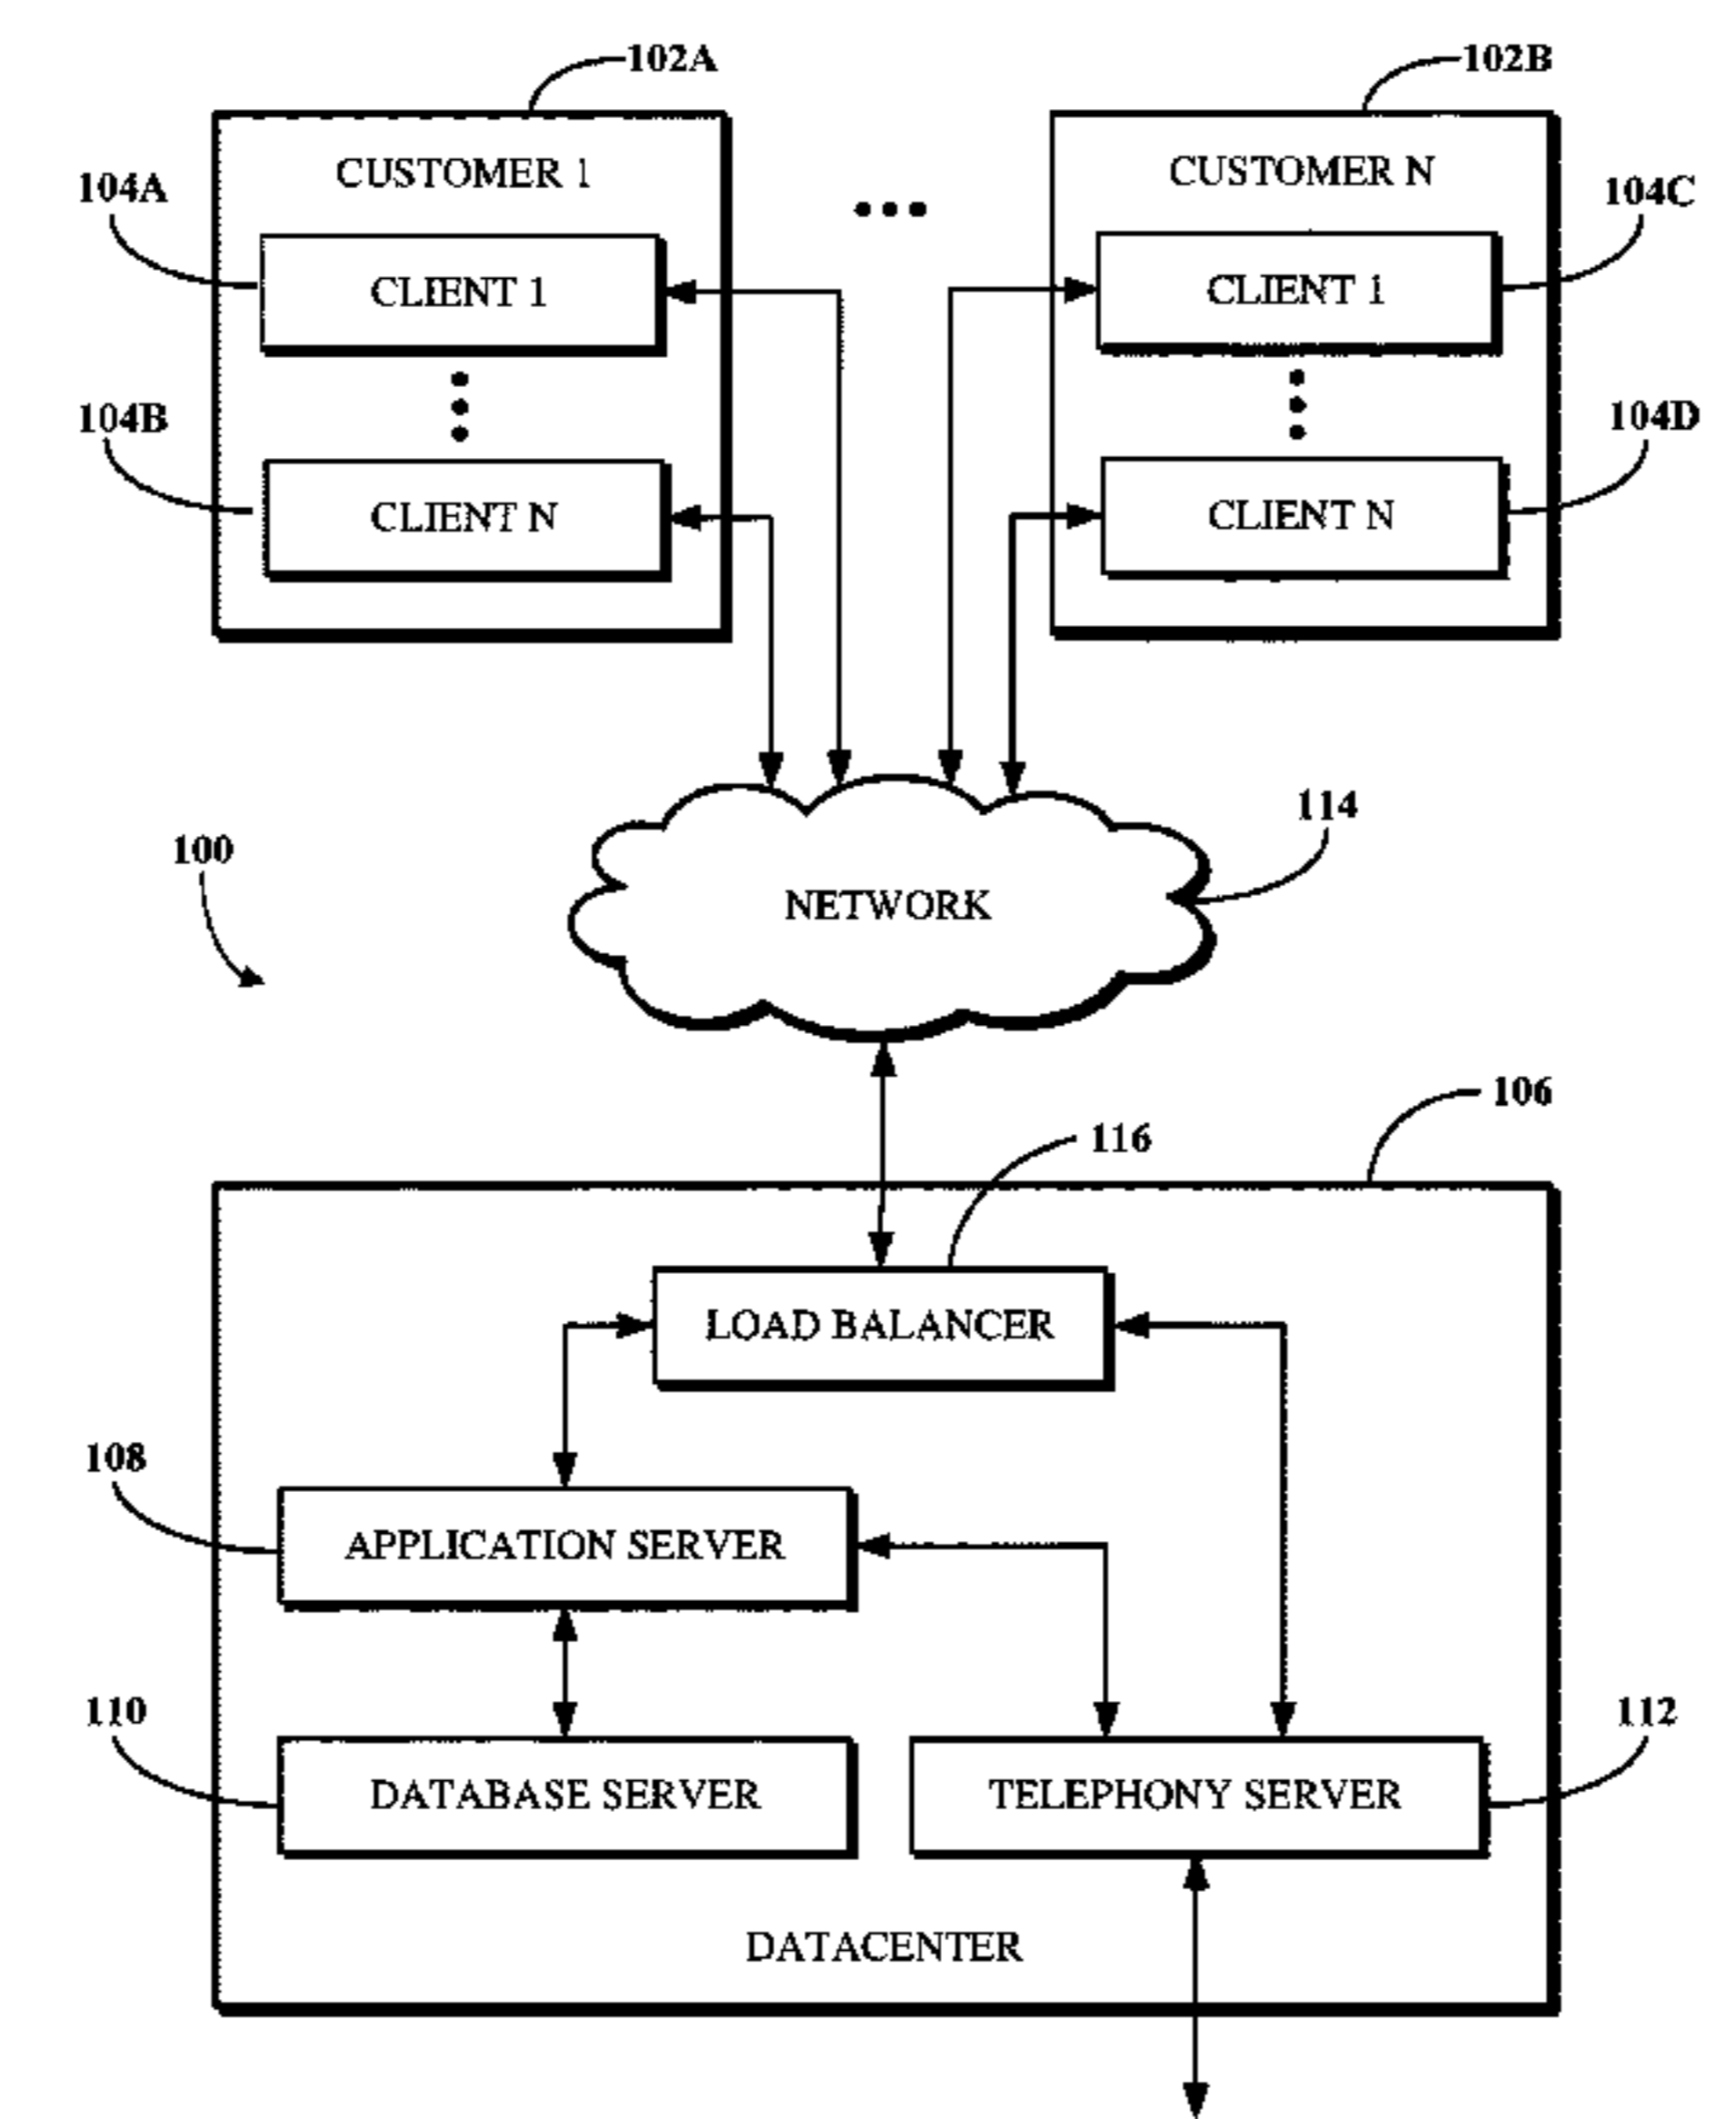 102A
102B
CUSTOMER 1
CUSTOMER N
104A
104C
CLIENT 1
CLIENT 1
104B
104D
CLIENT N
CLIENT N
114
100
NETWORK
106
116
LOAD BALANCER
108
APPLICATION SERVER
110
112
DATABASE SERVER
TELEPHONY SERVER
DATACENTER